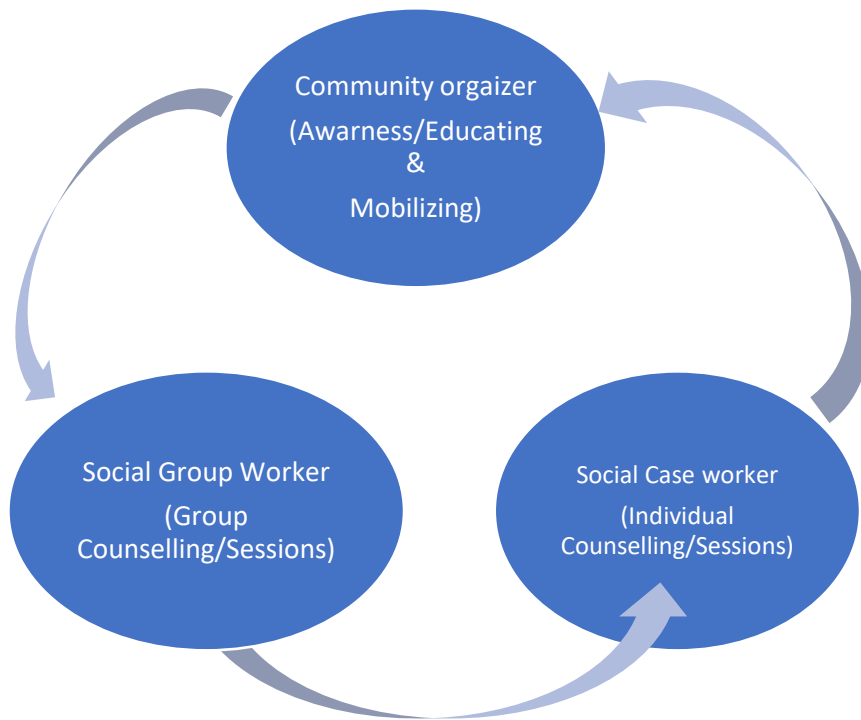 Community orgaizer
(Awarness/Educating
&
Mobilizing)
Social Group Worker
(Group
Counselling/Sessions)
Social Case worker
(Individual
Counselling/Sessions)